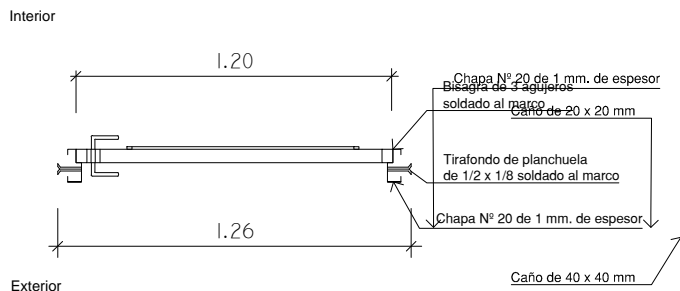 Interior
1.20
Chapa Nº 20 de 1 mm. de espesor
Bisagra de 3 agujeros
soldado al marco
Caño de 20 x 20 mm
Tirafondo de planchuela
de 1/2 x 1/8 soldado al marco
Chapa Nº 20 de 1 mm. de espesor
1.26
Caño de 40 x 40 mm
Exterior